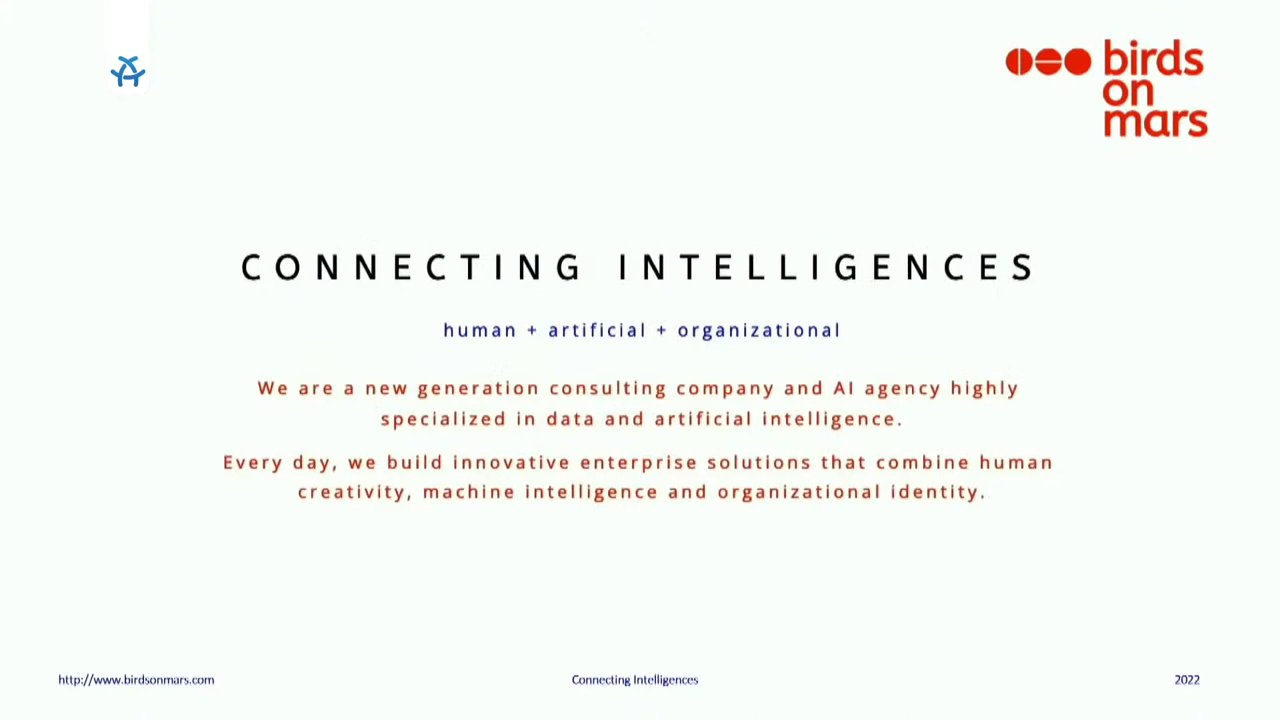 birds
on
mars
CONNECTING INTELLIGENCES
human + artificial + organizational
We are a new generation consulting company and AI agency highly
specialized in data and artificial intelligence.
Every day, we build innovative enterprise solutions that combine human
creativity, machine intelligence and organizational identity.
http://www.birdsonmars.com
Connecting Intelligences
2022